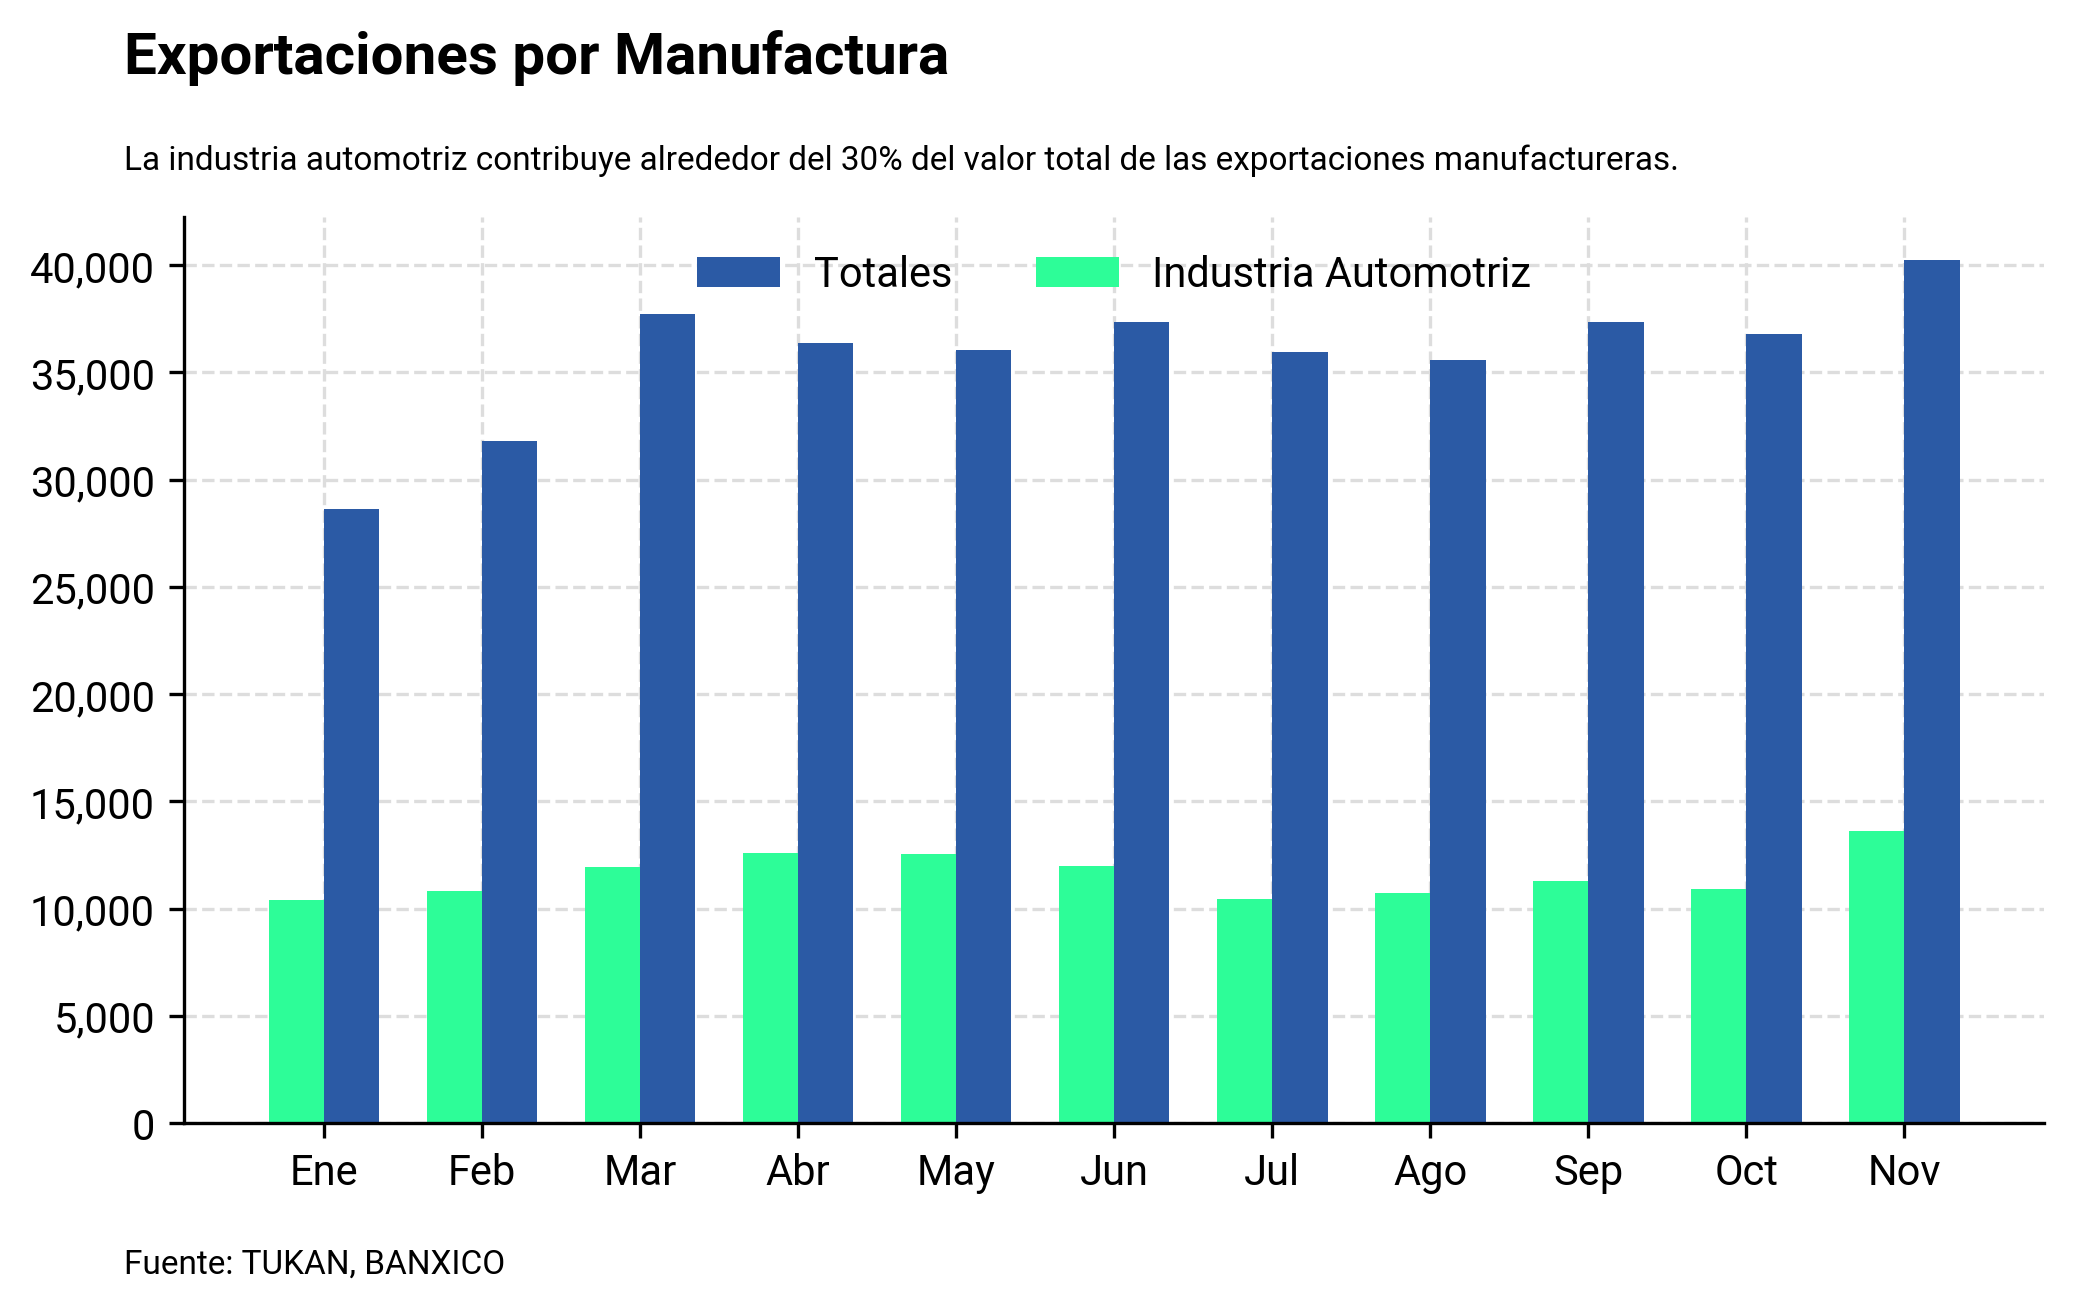 Exportaciones por Manufactura
La industria automotriz contribuye alrededor del 30% del valor total de las exportaciones manufactureras.
Totales Industria Automotriz
40,000
35,000
30,000
25,000
20,000
15,000
10,000
5,000
0
Ene Feb Mar Abr May Jun Jul Ago Sep Oct Nov
Fuente: TUKAN, BANXICO